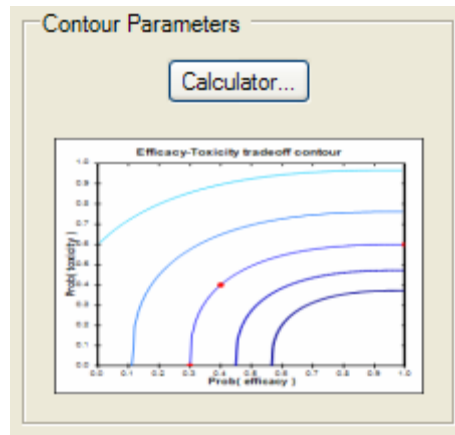 Contour Parameters
Calculator...
Efficacy-Toxicity tradeoff contour
Prob( toxicity )
1.0
0.9
0.8
0.7
0.6
0.5
0.4
0.3
0.2
0.1
0.0
0.0 0.1 0.2 0.3 0.4 0.5 0.6 0.7 0.8 0.9 1.0
Prob( efficacy )